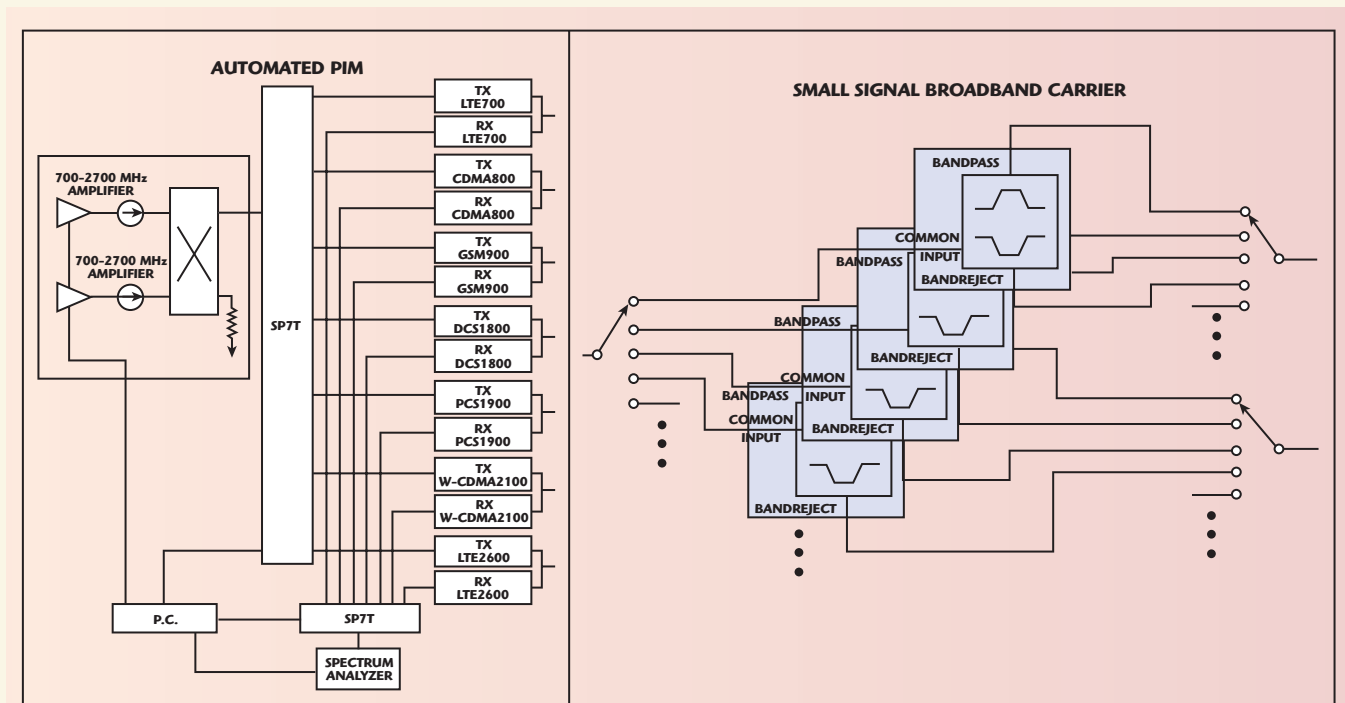 AUTOMATED PIM
700-2700 MHz
AMPLIFIER
700-2700 MHz
AMPLIFIER
SP7T
TX
LTE700
RX
LTE700
TX
CDMA800
RX
CDMA800
TX
GSM900
RX
GSM900
TX
DCS1800
RX
DCS1800
TX
PCS1900
RX
PCS1900
TX
W-CDMA2100
RX
W-CDMA2100
TX
LTE2600
RX
LTE2600
P.C.
SP7T
SPECTRUM
ANALYZER
SMALL SIGNAL BROADBAND CARRIER
BANDPASS
COMMON
INPUT
BANDREJECT
BANDPASS
BANDREJECT
BANDPASS
COMMON
INPUT
BANDREJECT
BANDPASS
COMMON
INPUT
BANDREJECT